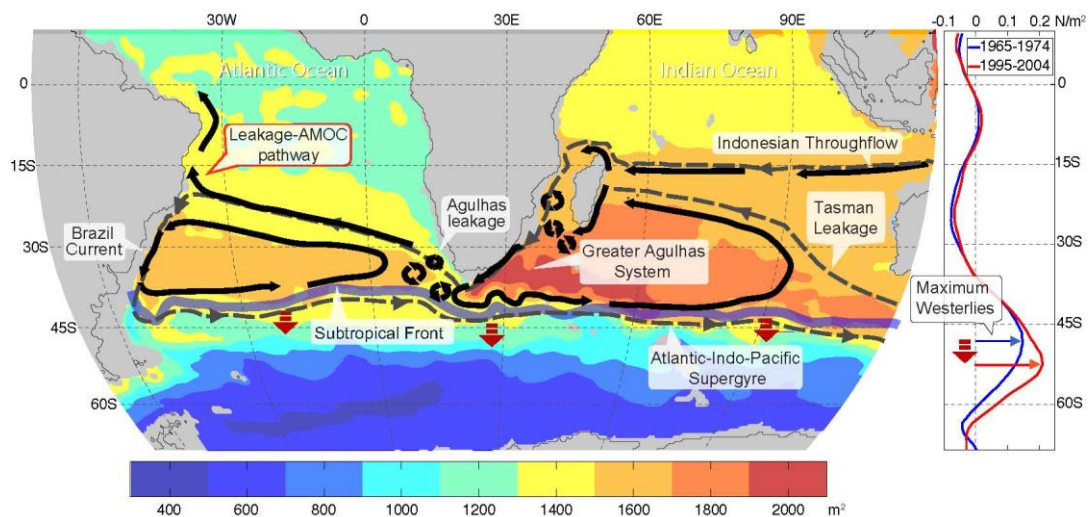 30W 0 30E 60E 90E
-0.1 0 0.1 0.2 N/m²
1965-1974
1995-2004
Atlantic Ocean
Indian Ocean
0
0
Leakage-AMOC
pathway
Indonesian Throughflow
15S
15S
Agulhas
leakage
Tasman
Leakage
Brazil
Current
30S
Greater Agulhas
System
30S
Maximum
Westerlies
45S
Subtropical Front
45S
Atlantic-Indo-Pacific
Supergyre
60S
60S
400 600 800 1000 1200 1400 1600 1800 2000 m²